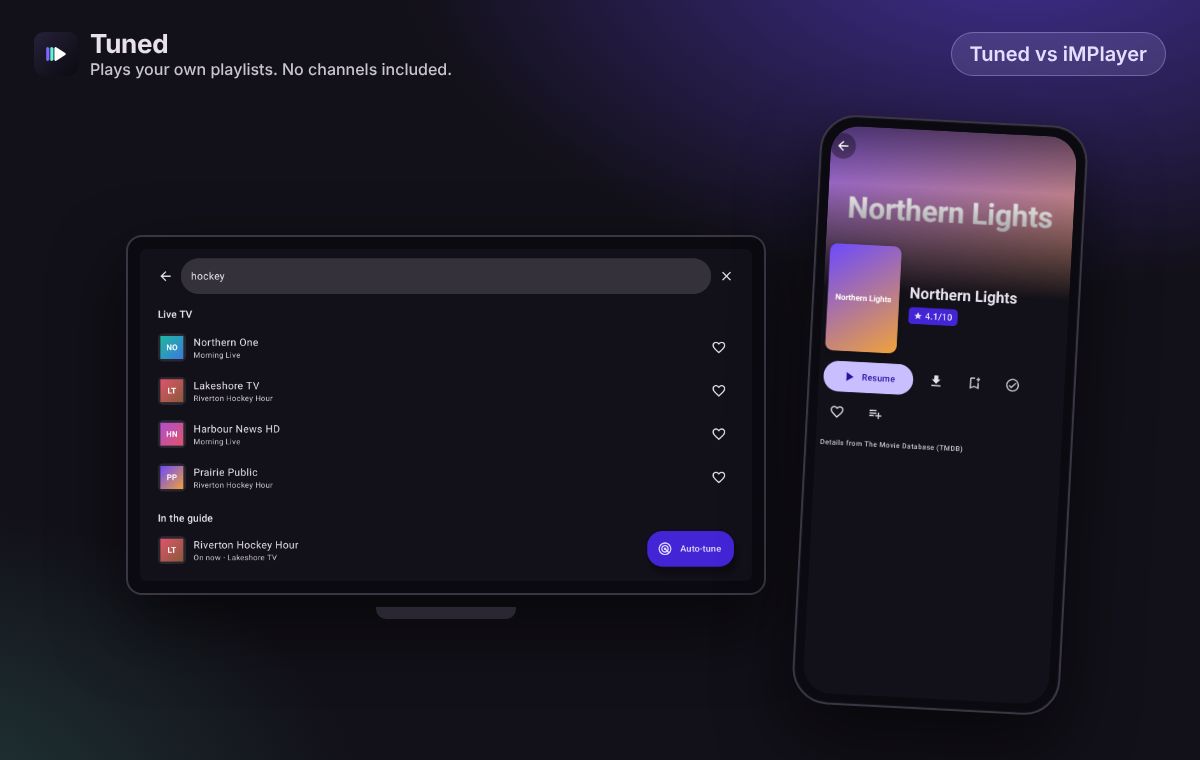 Tuned
Plays your own playlists. No channels included.
Tuned vs iMPlayer
hockey
Live TV
NO
Northern One
Morning Live
LT
Lakeshore TV
Riverton Hockey Hour
HN
Harbour News HD
Morning Live
PP
Prairie Public
Riverton Hockey Hour
In the guide
LT
Riverton Hockey Hour
On now · Lakeshore TV
Auto-tune
Northern Lights
Northern Lights
Northern Lights
★ 4.1/10
Resume
Details from The Movie Database (TMDB)